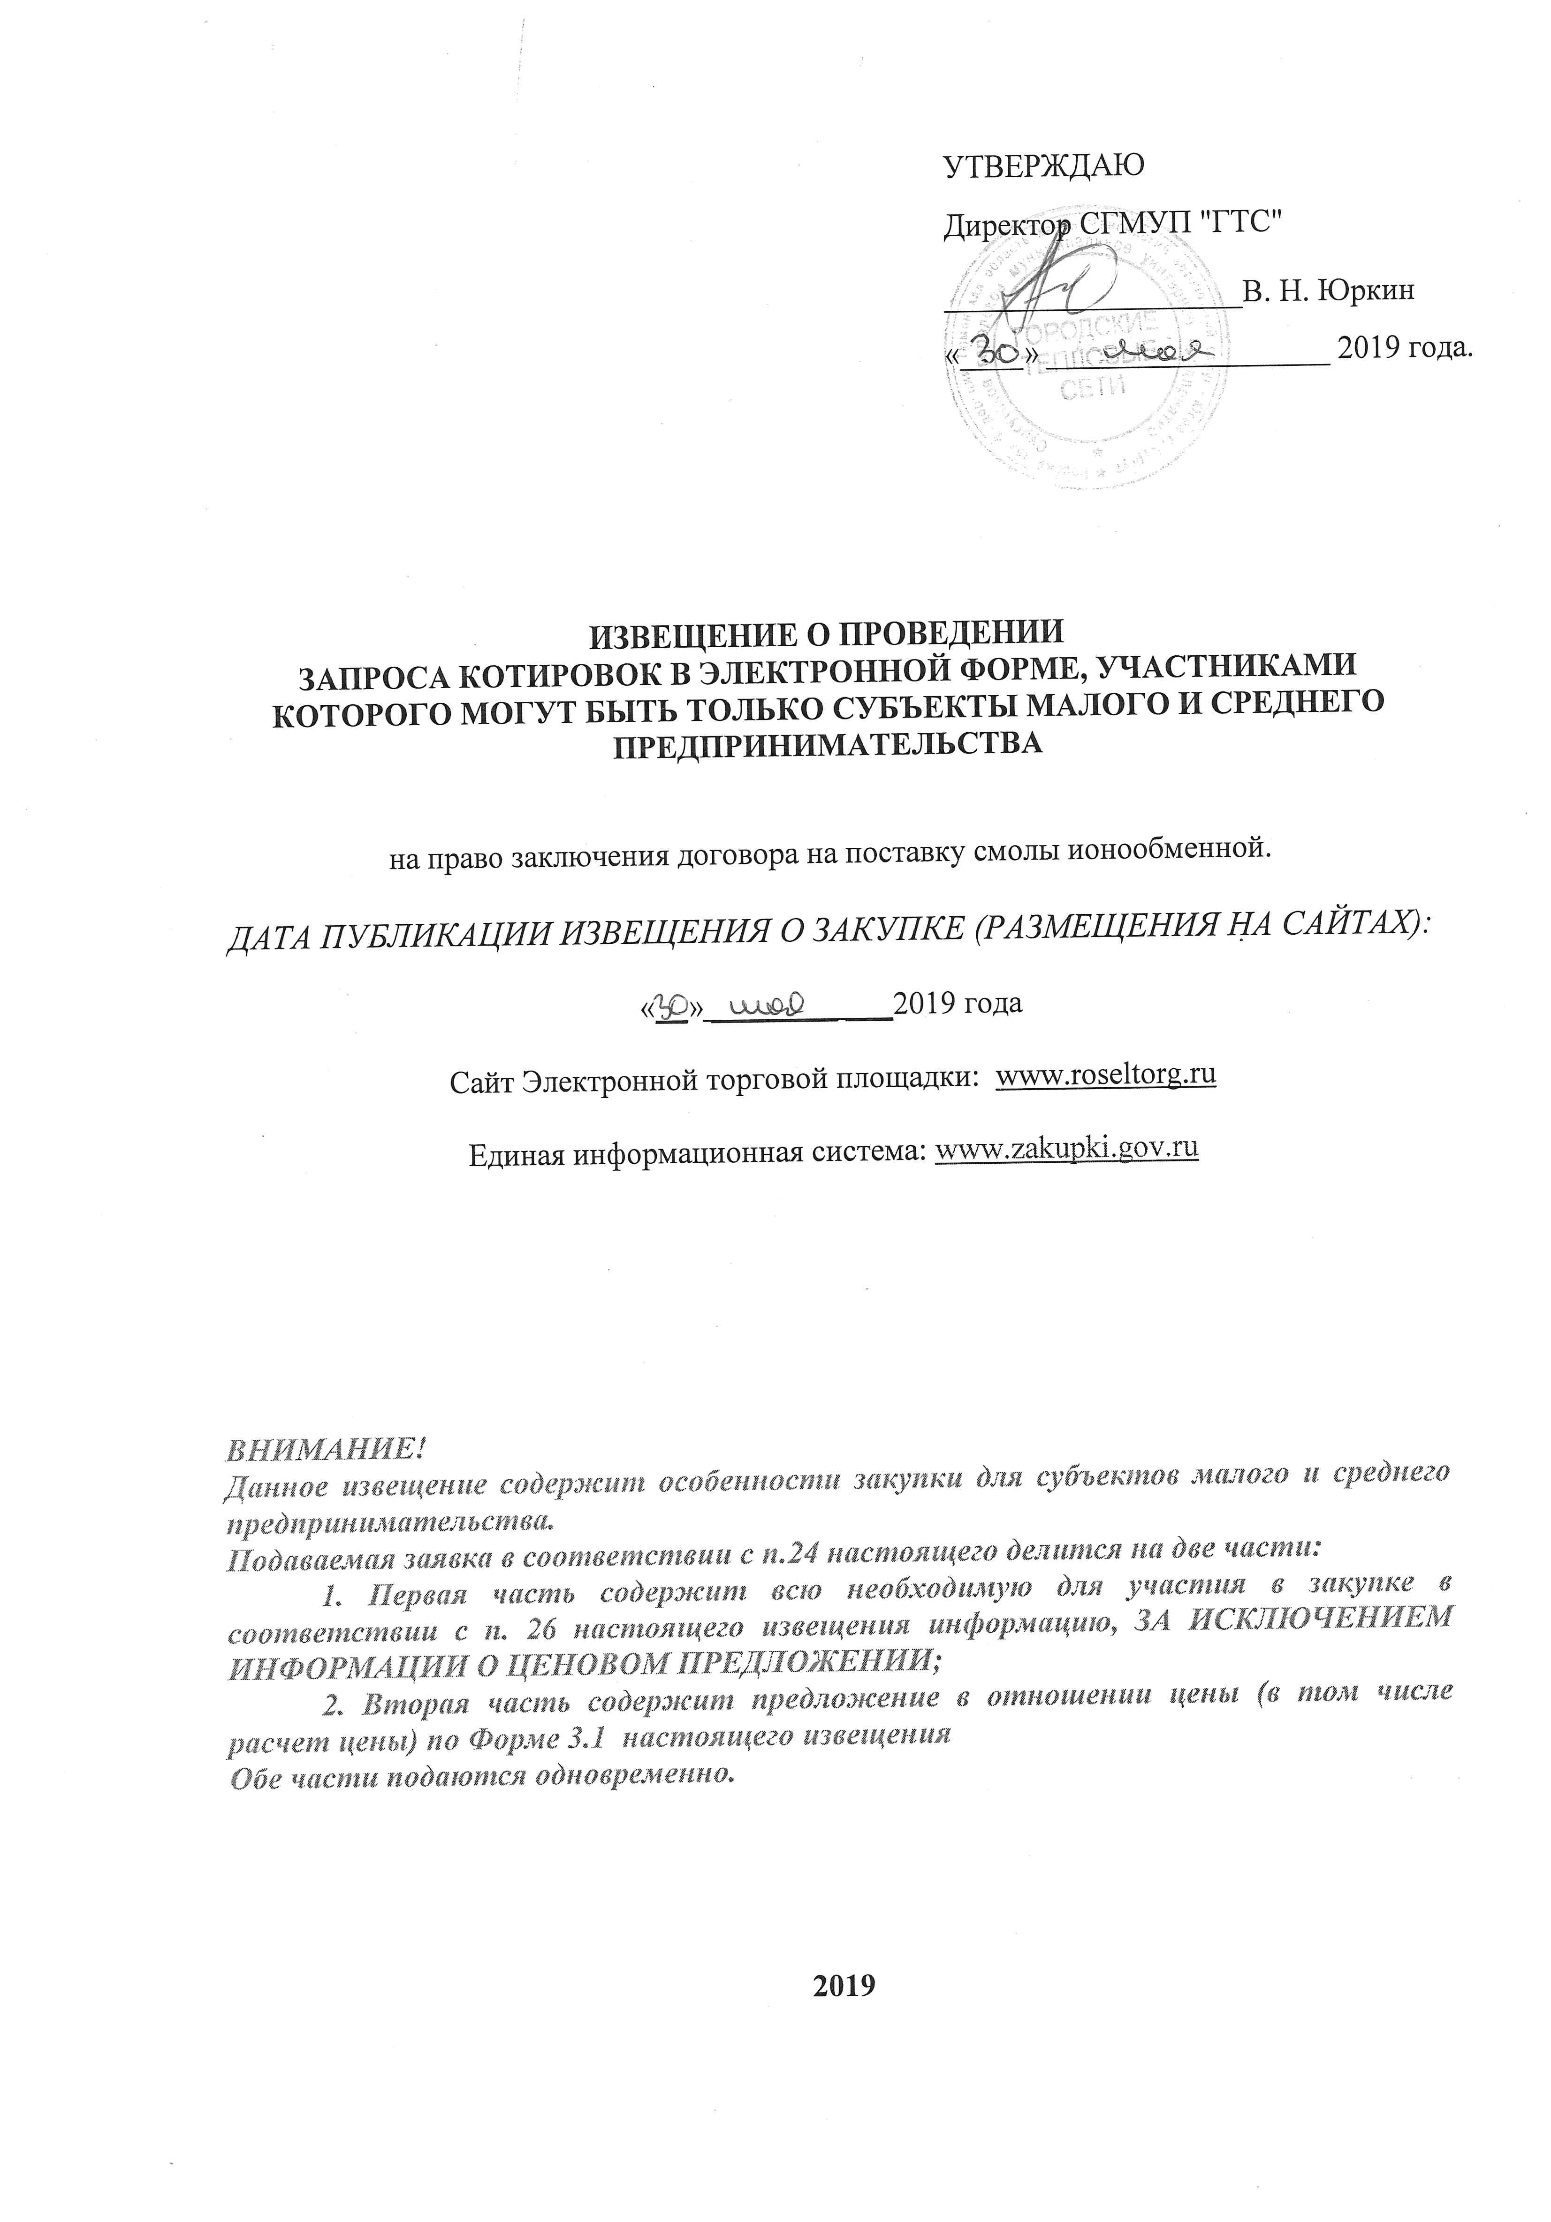 УТВЕРЖДАЮ
Директор СГМУП "ГТС"
В. Н. Юркин
«30» мая 2019 года.
ГОРОДСКИЕ
ТЕПЛОВЫЕ
СЕТИ
ИЗВЕЩЕНИЕ О ПРОВЕДЕНИИ
ЗАПРОСА КОТИРОВОК В ЭЛЕКТРОННОЙ ФОРМЕ, УЧАСТНИКАМИ
КОТОРОГО МОГУТ БЫТЬ ТОЛЬКО СУБЪЕКТЫ МАЛОГО И СРЕДНЕГО
ПРЕДПРИНИМАТЕЛЬСТВА
на право заключения договора на поставку смолы ионообменной.
ДАТА ПУБЛИКАЦИИ ИЗВЕЩЕНИЯ О ЗАКУПКЕ (РАЗМЕЩЕНИЯ НА САЙТАХ):
«30» мая 2019 года
Сайт Электронной торговой площадки: www.roseltorg.ru
Единая информационная система: www.zakupki.gov.ru
ВНИМАНИЕ!
Данное извещение содержит особенности закупки для субъектов малого и среднего
предпринимательства.
Подаваемая заявка в соответствии с п.24 настоящего делится на две части:
1. Первая часть содержит всю необходимую для участия в закупке в
соответствии с п. 26 настоящего извещения информацию, ЗА ИСКЛЮЧЕНИЕМ
ИНФОРМАЦИИ О ЦЕНОВОМ ПРЕДЛОЖЕНИИ;
2. Вторая часть содержит предложение в отношении цены (в том числе
расчет цены) по Форме 3.1 настоящего извещения
Обе части подаются одновременно.
2019